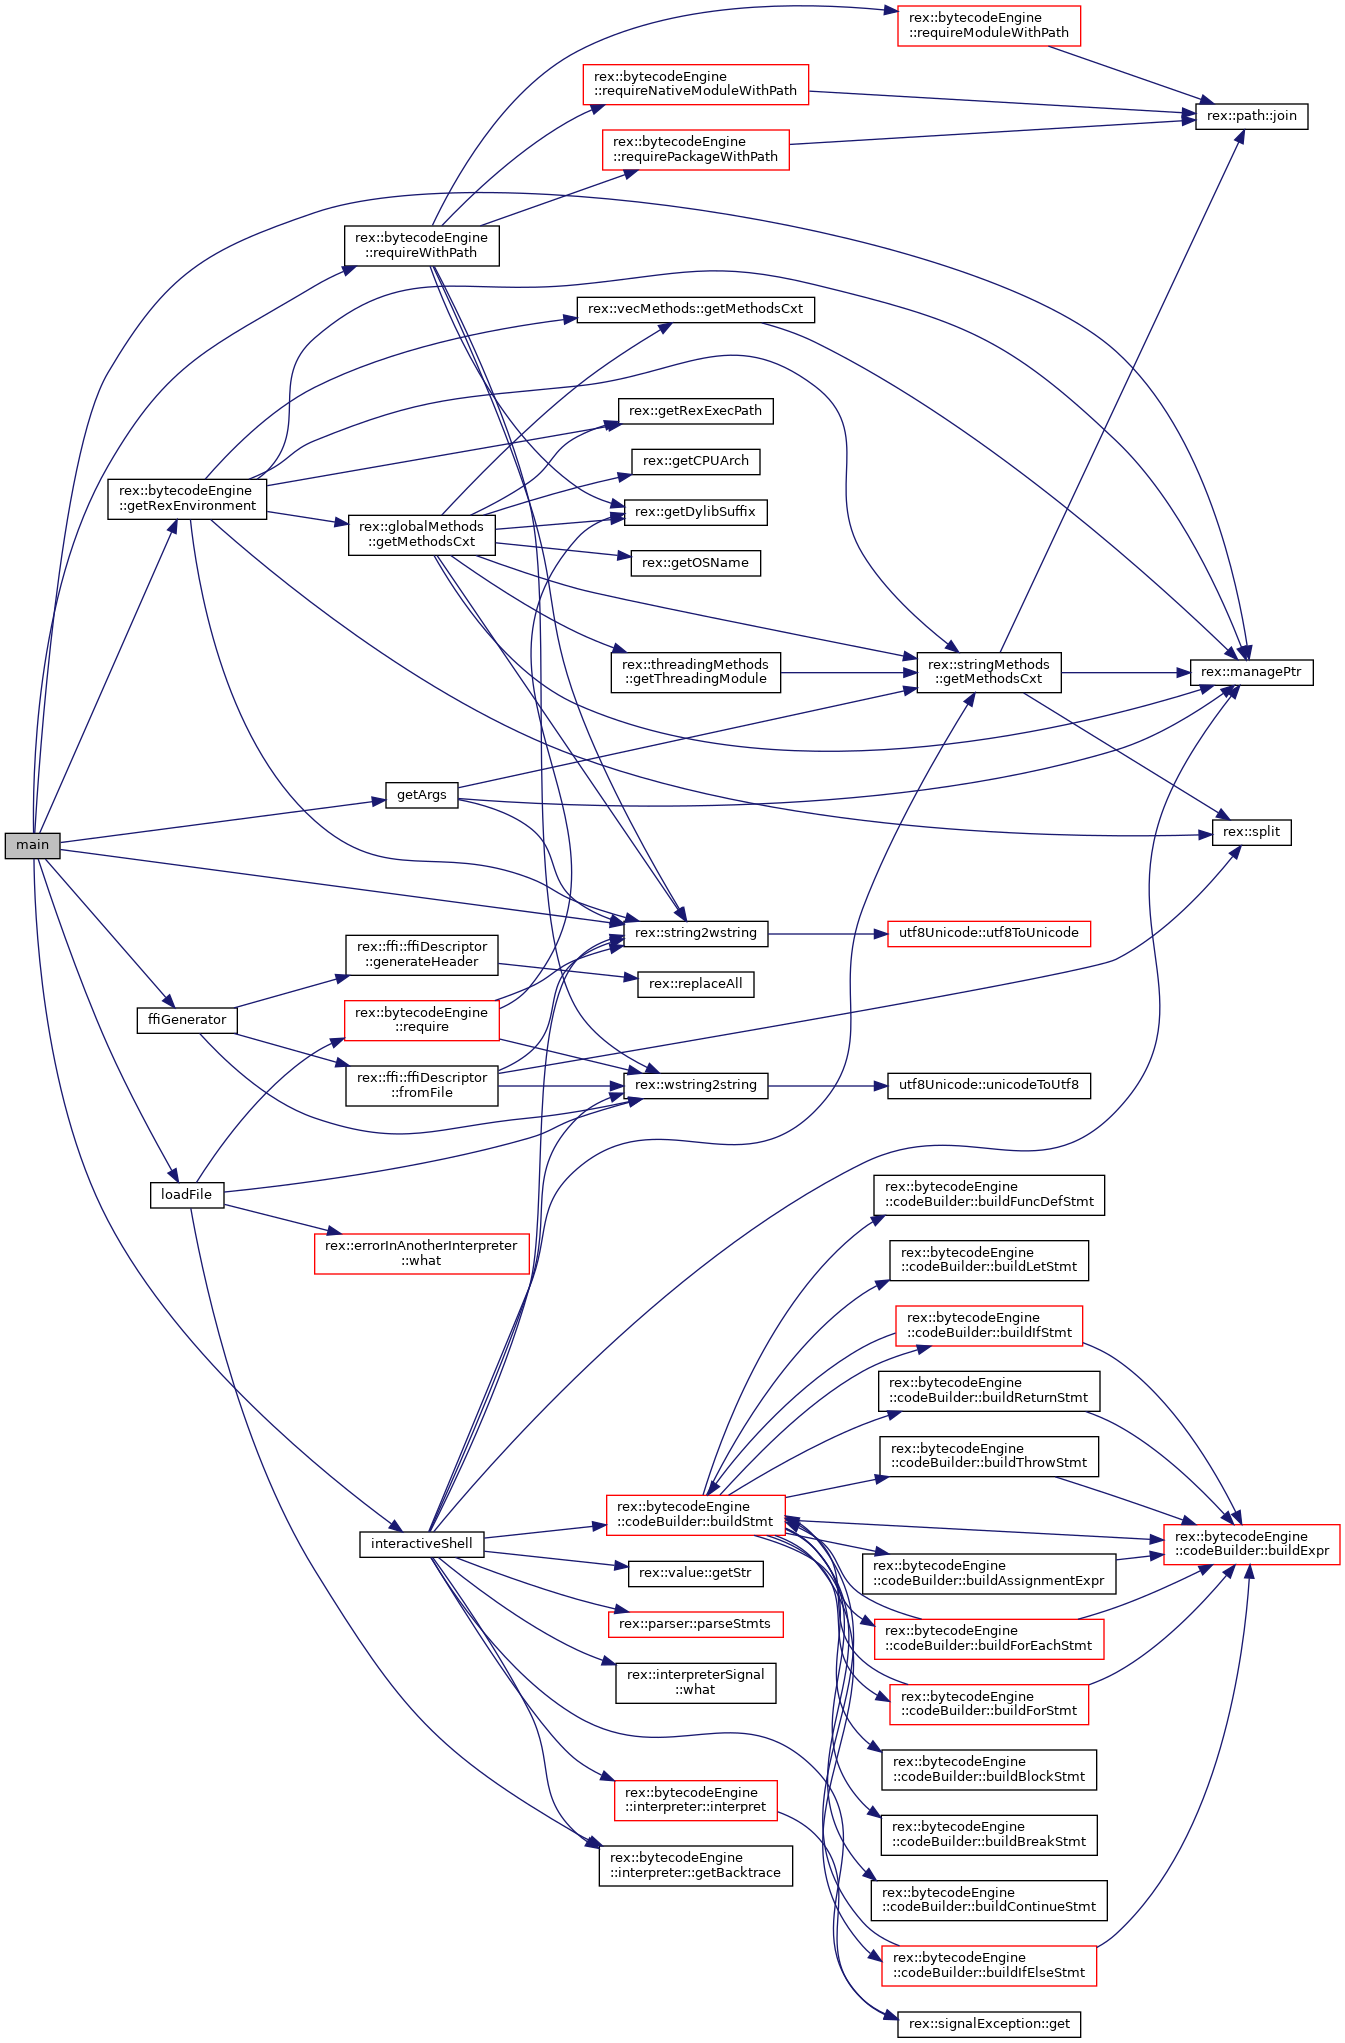 rex::bytecodeEngine
::requireModuleWithPath
rex::bytecodeEngine
::requireNativeModuleWithPath
rex::path::join
rex::bytecodeEngine
::requirePackageWithPath
rex::bytecodeEngine
::requireWithPath
rex::vecMethods::getMethodsCxt
rex::getRexExecPath
rex::getCPUArch
rex::bytecodeEngine
::getRexEnvironment
rex::getDylibSuffix
rex::globalMethods
::getMethodsCxt
rex::getOSName
rex::threadingMethods
::getThreadingModule
rex::stringMethods
::getMethodsCxt
rex::managePtr
getArgs
rex::split
main
rex::string2wstring
utf8Unicode::utf8ToUnicode
rex::ffi::ffiDescriptor
::generateHeader
rex::replaceAll
ffiGenerator
rex::bytecodeEngine
::require
rex::ffi::ffiDescriptor
::fromFile
rex::wstring2string
utf8Unicode::unicodeToUtf8
loadFile
rex::bytecodeEngine
::codeBuilder::buildFuncDefStmt
rex::errorInAnotherInterpreter
::what
rex::bytecodeEngine
::codeBuilder::buildLetStmt
rex::bytecodeEngine
::codeBuilder::buildIfStmt
rex::bytecodeEngine
::codeBuilder::buildReturnStmt
rex::bytecodeEngine
::codeBuilder::buildThrowStmt
rex::bytecodeEngine
::codeBuilder::buildStmt
interactiveShell
rex::bytecodeEngine
::codeBuilder::buildExpr
rex::value::getStr
rex::bytecodeEngine
::codeBuilder::buildAssignmentExpr
rex::parser::parseStmts
rex::bytecodeEngine
::codeBuilder::buildForEachStmt
rex::interpreterSignal
::what
rex::bytecodeEngine
::codeBuilder::buildForStmt
rex::bytecodeEngine
::codeBuilder::buildBlockStmt
rex::bytecodeEngine
::interpreter::interpret
rex::bytecodeEngine
::codeBuilder::buildBreakStmt
rex::bytecodeEngine
::interpreter::getBacktrace
rex::bytecodeEngine
::codeBuilder::buildContinueStmt
rex::bytecodeEngine
::codeBuilder::buildIfElseStmt
rex::signalException::get